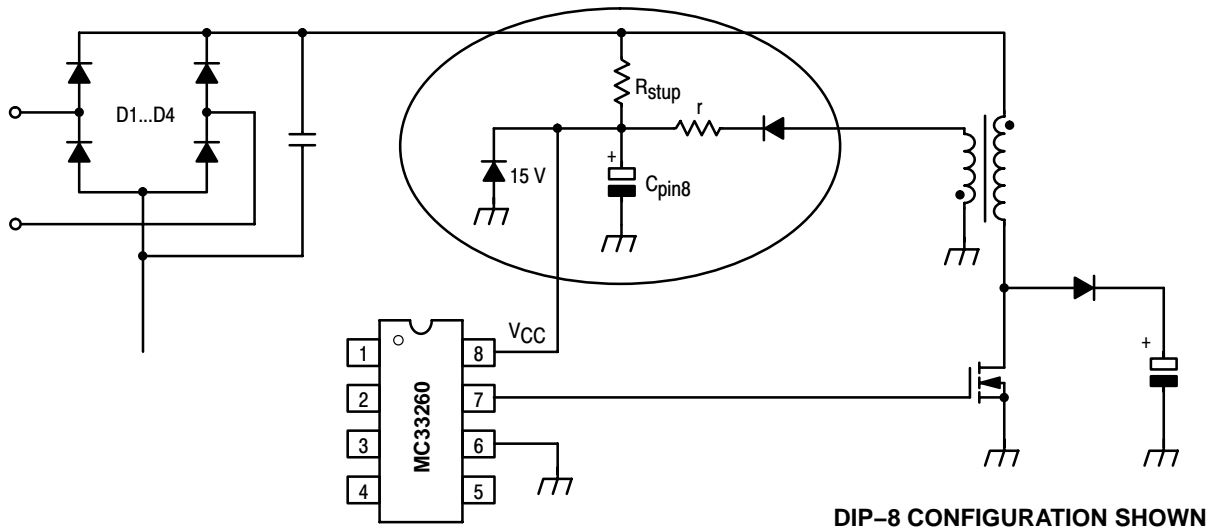 D1...D4
R_stup
r
+
15 V
C_pin8
+
V_CC
1
8
2
7
3
6
4
5
MC33260
DIP–8 CONFIGURATION SHOWN